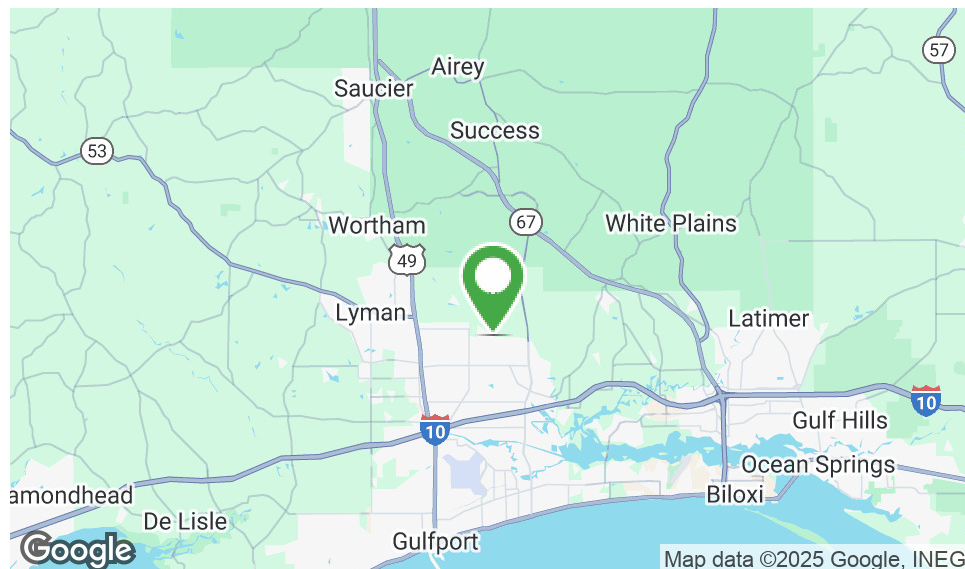 57
Airey
Saucier
Success
53
67
White Plains
Wortham
49
Lyman
Latimer
10
10
Gulf Hills
Ocean Springs
amondhead
Biloxi
De Lisle
Gulfport
Google
Map data ©2025 Google, INEG